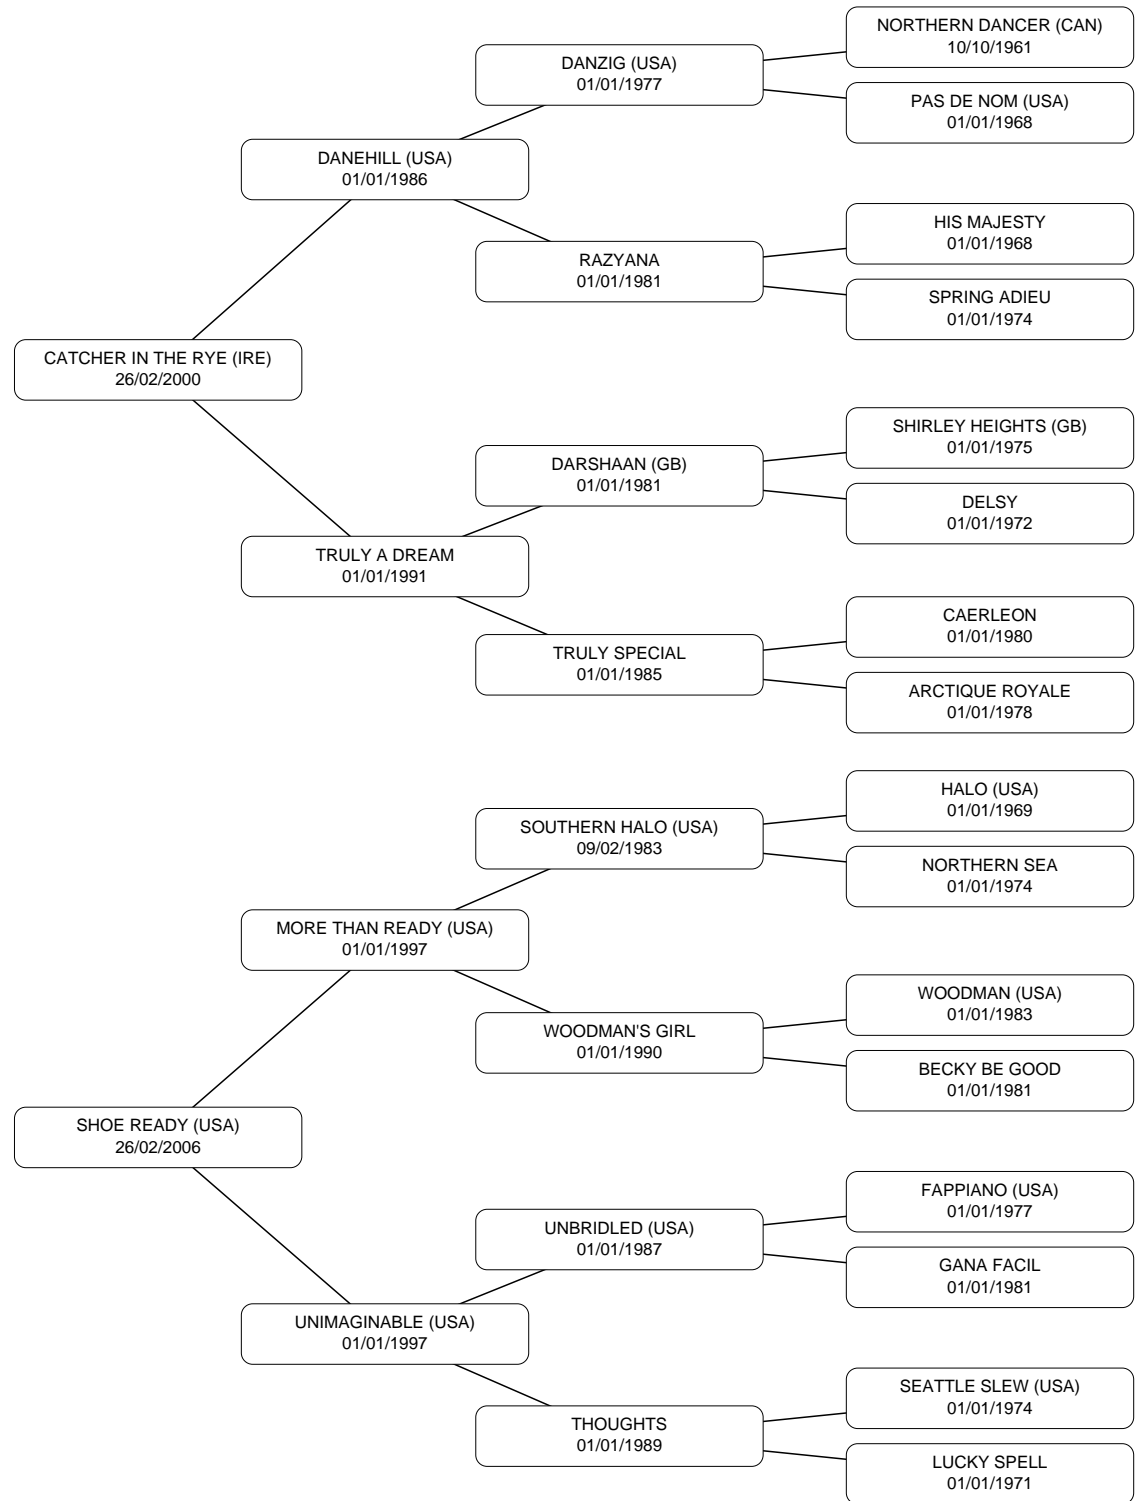 NORTHERN DANCER (CAN)
10/10/1961
DANZIG (USA)
01/01/1977
PAS DE NOM (USA)
01/01/1968
DANEHILL (USA)
01/01/1986
HIS MAJESTY
01/01/1968
RAZYANA
01/01/1981
SPRING ADIEU
01/01/1974
CATCHER IN THE RYE (IRE)
26/02/2000
SHIRLEY HEIGHTS (GB)
01/01/1975
DARSHAAN (GB)
01/01/1981
DELSY
01/01/1972
TRULY A DREAM
01/01/1991
CAERLEON
01/01/1980
TRULY SPECIAL
01/01/1985
ARCTIQUE ROYALE
01/01/1978
HALO (USA)
01/01/1969
SOUTHERN HALO (USA)
09/02/1983
NORTHERN SEA
01/01/1974
MORE THAN READY (USA)
01/01/1997
WOODMAN (USA)
01/01/1983
WOODMAN'S GIRL
01/01/1990
BECKY BE GOOD
01/01/1981
SHOE READY (USA)
26/02/2006
FAPPIANO (USA)
01/01/1977
UNBRIDLED (USA)
01/01/1987
GANA FACIL
01/01/1981
UNIMAGINABLE (USA)
01/01/1997
SEATTLE SLEW (USA)
01/01/1974
THOUGHTS
01/01/1989
LUCKY SPELL
01/01/1971